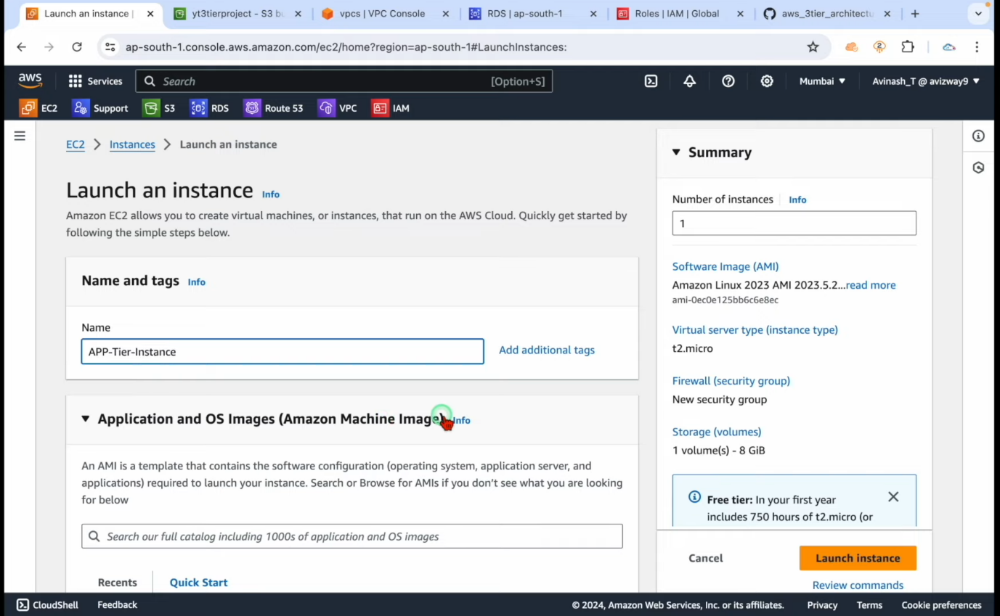 Launch an instance |
yt3tierproject - S3 bu
vpcs | VPC Console
RDS | ap-south-1
Roles | IAM | Global
aws_3tier_architectu
ap-south-1.console.aws.amazon.com/ec2/home?region=ap-south-1#LaunchInstances:
aws
Services
Search
[Option+S]
Mumbai
Avinash_T @ avizway9
EC2
Support
S3
RDS
Route 53
VPC
IAM
EC2 > Instances > Launch an instance
Launch an instance Info
Amazon EC2 allows you to create virtual machines, or instances, that run on the AWS Cloud. Quickly get started by
following the simple steps below.
Name and tags Info
Name
APP-Tier-Instance
Add additional tags
Application and OS Images (Amazon Machine Image) Info
An AMI is a template that contains the software configuration (operating system, application server, and
applications) required to launch your instance. Search or Browse for AMIs if you don't see what you are looking
for below
Search our full catalog including 1000s of application and OS images
Recents
Quick Start
Summary
Number of instances Info
1
Software Image (AMI)
Amazon Linux 2023 AMI 2023.5.2...read more
ami-0ec0e125bb6c6e8ec
Virtual server type (instance type)
t2.micro
Firewall (security group)
New security group
Storage (volumes)
1 volume(s) - 8 GiB
Free tier: In your first year
includes 750 hours of t2.micro (or
Cancel
Launch instance
Review commands
CloudShell
Feedback
© 2024, Amazon Web Services, Inc. or its affiliates.
Privacy
Terms
Cookie preferences